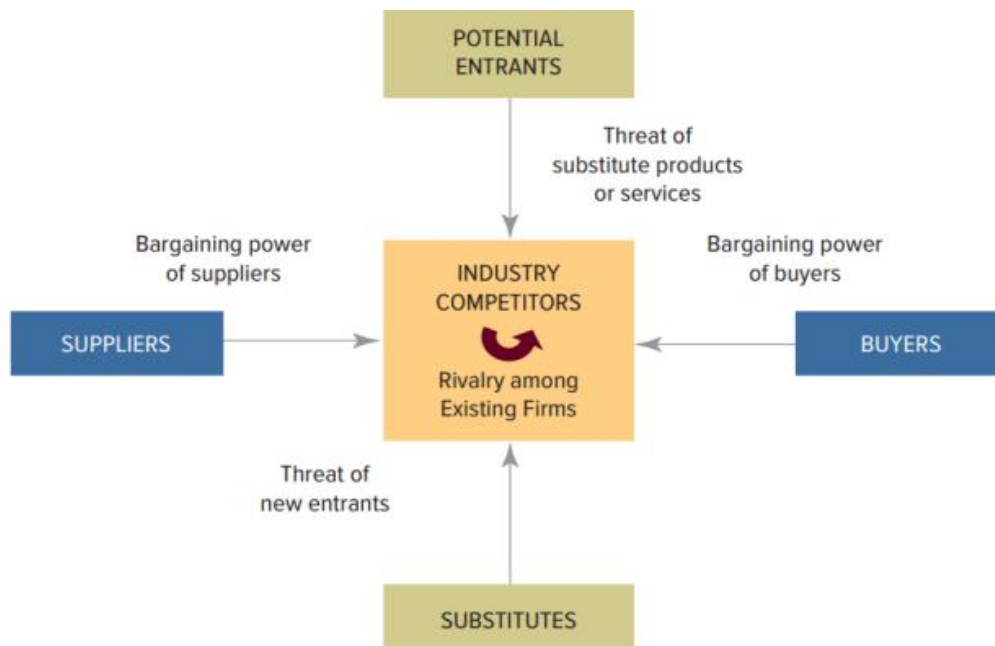 POTENTIAL
ENTRANTS
Threat of
substitute products
or services
Bargaining power
of suppliers
INDUSTRY
COMPETITORS
Rivalry among
Existing Firms
Bargaining power
of buyers
SUPPLIERS
BUYERS
Threat of
new entrants
SUBSTITUTES